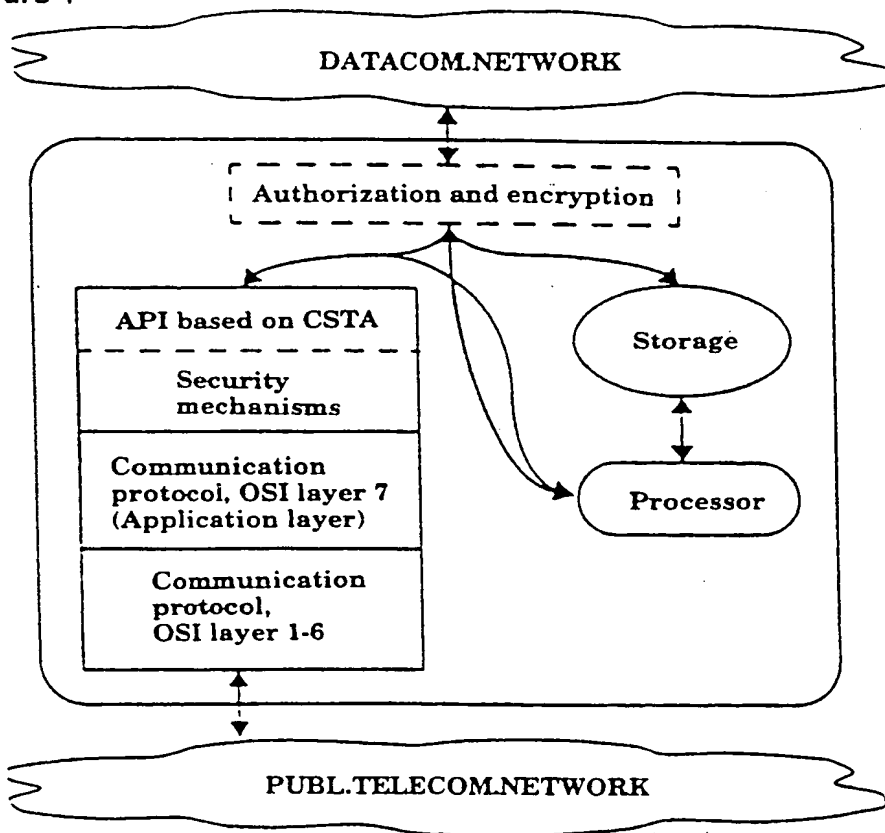 DATACOM.NETWORK
Authorization and encryption
API based on CSTA
Security
mechanisms
Communication
protocol, OSI layer 7
(Application layer)
Communication
protocol,
OSI layer 1-6
Storage
Processor
PUBL.TELECOM.NETWORK